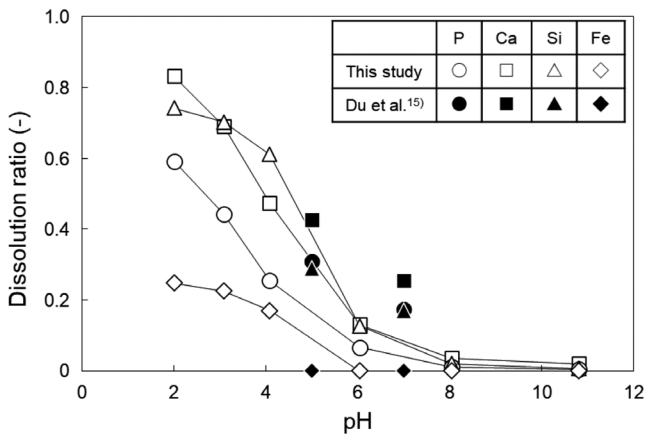 1.0
0.8
0.6
0.4
0.2
0
Dissolution ratio (-)
P Ca Si Fe
This study
Du et al.15)
0 2 4 6 8 10 12
pH